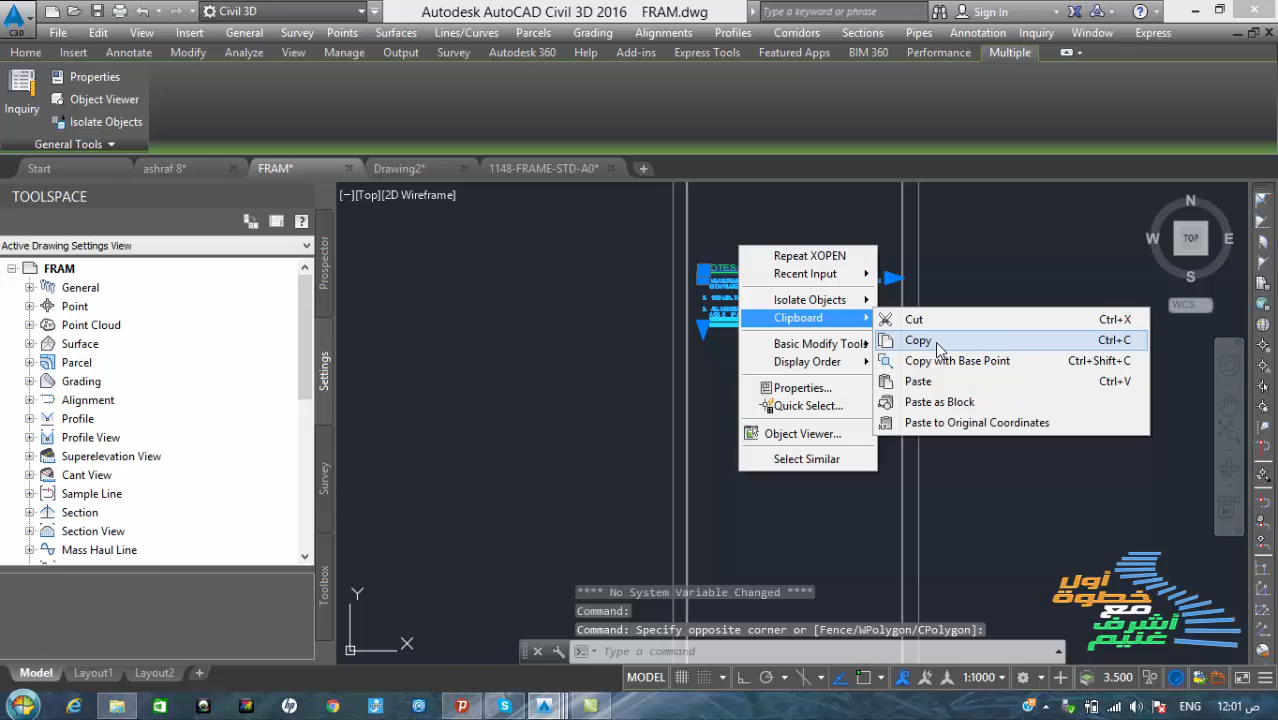 Civil 3D
Autodesk AutoCAD Civil 3D 2016 FRAM.dwg
Type a keyword or phrase
Sign In
C3D
File Edit View Insert General Survey Points Surfaces Lines/Curves Parcels Grading Alignments Profiles Corridors Sections Pipes Annotation Inquiry Window Express
Home Insert Annotate Modify Analyze View Manage Output Survey Autodesk 360 Help Add-ins Express Tools Featured Apps BIM 360 Performance Multiple
Properties
Object Viewer
Inquiry
Isolate Objects
General Tools
Start ashraf 8* FRAM* Drawing2* 1148-FRAME-STD-A0*
TOOLSPACE
[−][Top][2D Wireframe]
N
W TOP E
S
WCS
Active Drawing Settings View
FRAM
General
Point
Point Cloud
Surface
Parcel
Grading
Alignment
Profile
Profile View
Superelevation View
Cant View
Sample Line
Section
Section View
Mass Haul Line
Prospector
Settings
Survey
Toolbox
Repeat XOPEN
Recent Input
Isolate Objects
Clipboard
Basic Modify Tools
Display Order
Properties...
Quick Select...
Object Viewer...
Select Similar
Cut Ctrl+X
Copy Ctrl+C
Copy with Base Point Ctrl+Shift+C
Paste Ctrl+V
Paste as Block
Paste to Original Coordinates
Y
X
**** No System Variable Changed ****
Command:
Command: Specify opposite corner or [Fence/WPolygon/CPolygon]:
Type a command
أول
خطوة
مع
أشرف
غنيم
Model Layout1 Layout2
MODEL 1:1000 3.500
ENG 12:01 ص